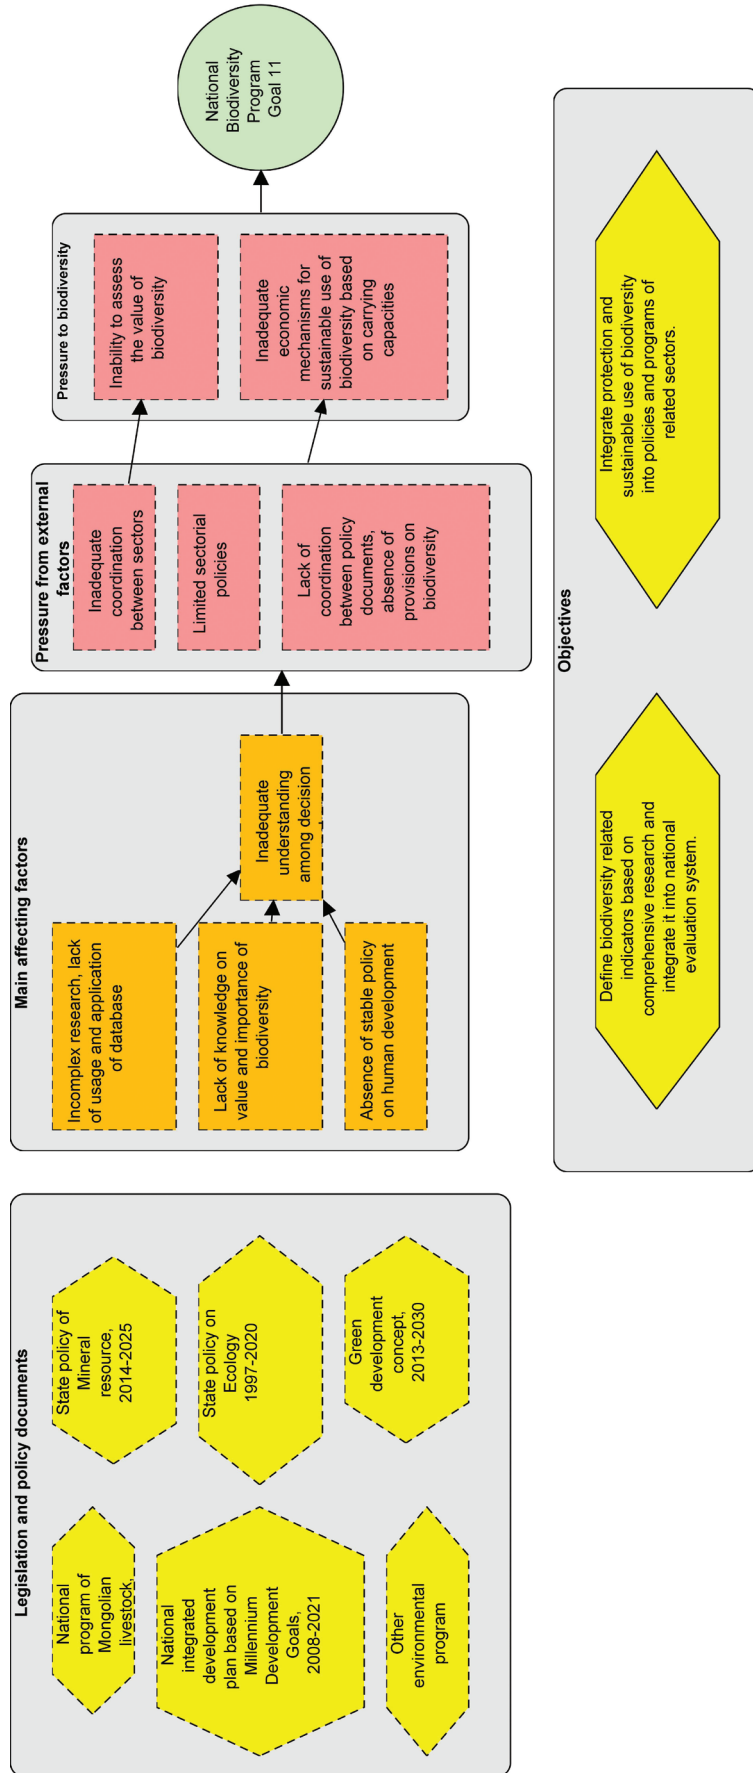 Legislation and policy documents
National
program of
Mongolian
livestock,
National
integrated
development
plan based on
Millennium
Development
Goals,
2008-2021
Other
environmental
program
State policy of
Mineral
resource,
2014-2025
State policy on
Ecology
1997-2020
Green
development
concept,
2013-2030
Main affecting factors
Incomplex research, lack
of usage and application
of database
Lack of knowledge on
value and importance of
biodiversity
Absence of stable policy
on human development
Inadequate
understanding
among decision
Pressure from external
factors
Inadequate
coordination
between sectors
Limited sectorial
policies
Lack of
coordination
between policy
documents,
absence of
provisions on
biodiversity
Pressure to biodiversity
Inability to assess
the value of
biodiversity
Inadequate
economic
mechanisms for
sustainable use of
biodiversity based
on carrying
capacities
National
Biodiversity
Program
Goal 11
Objectives
Define biodiversity related
indicators based on
comprehensive research and
integrate it into national
evaluation system.
Integrate protection and
sustainable use of biodiversity
into policies and programs of
related sectors.